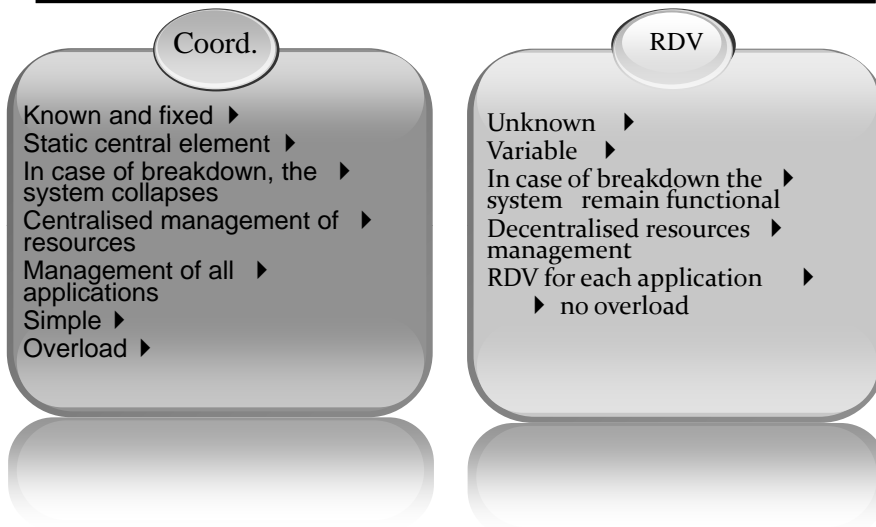 Coord.
Known and fixed ▶
Static central element ▶
In case of breakdown, the ▶
system collapses
Centralised management of ▶
resources
Management of all ▶
applications
Simple ▶
Overload ▶
RDV
Unknown ▶
Variable ▶
In case of breakdown the ▶
system remain functional
Decentralised resources ▶
management
RDV for each application ▶
▶ no overload